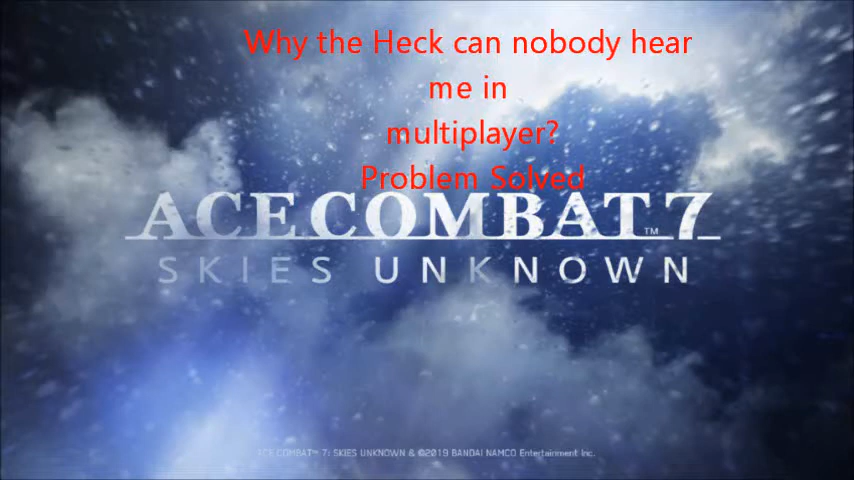 Why the Heck can nobody hear
me in
multiplayer?
Problem Solved
ACE COMBAT™ 7
SKIES UNKNOWN
ACE COMBAT™ 7: SKIES UNKNOWN & ©2019 BANDAI NAMCO Entertainment Inc.